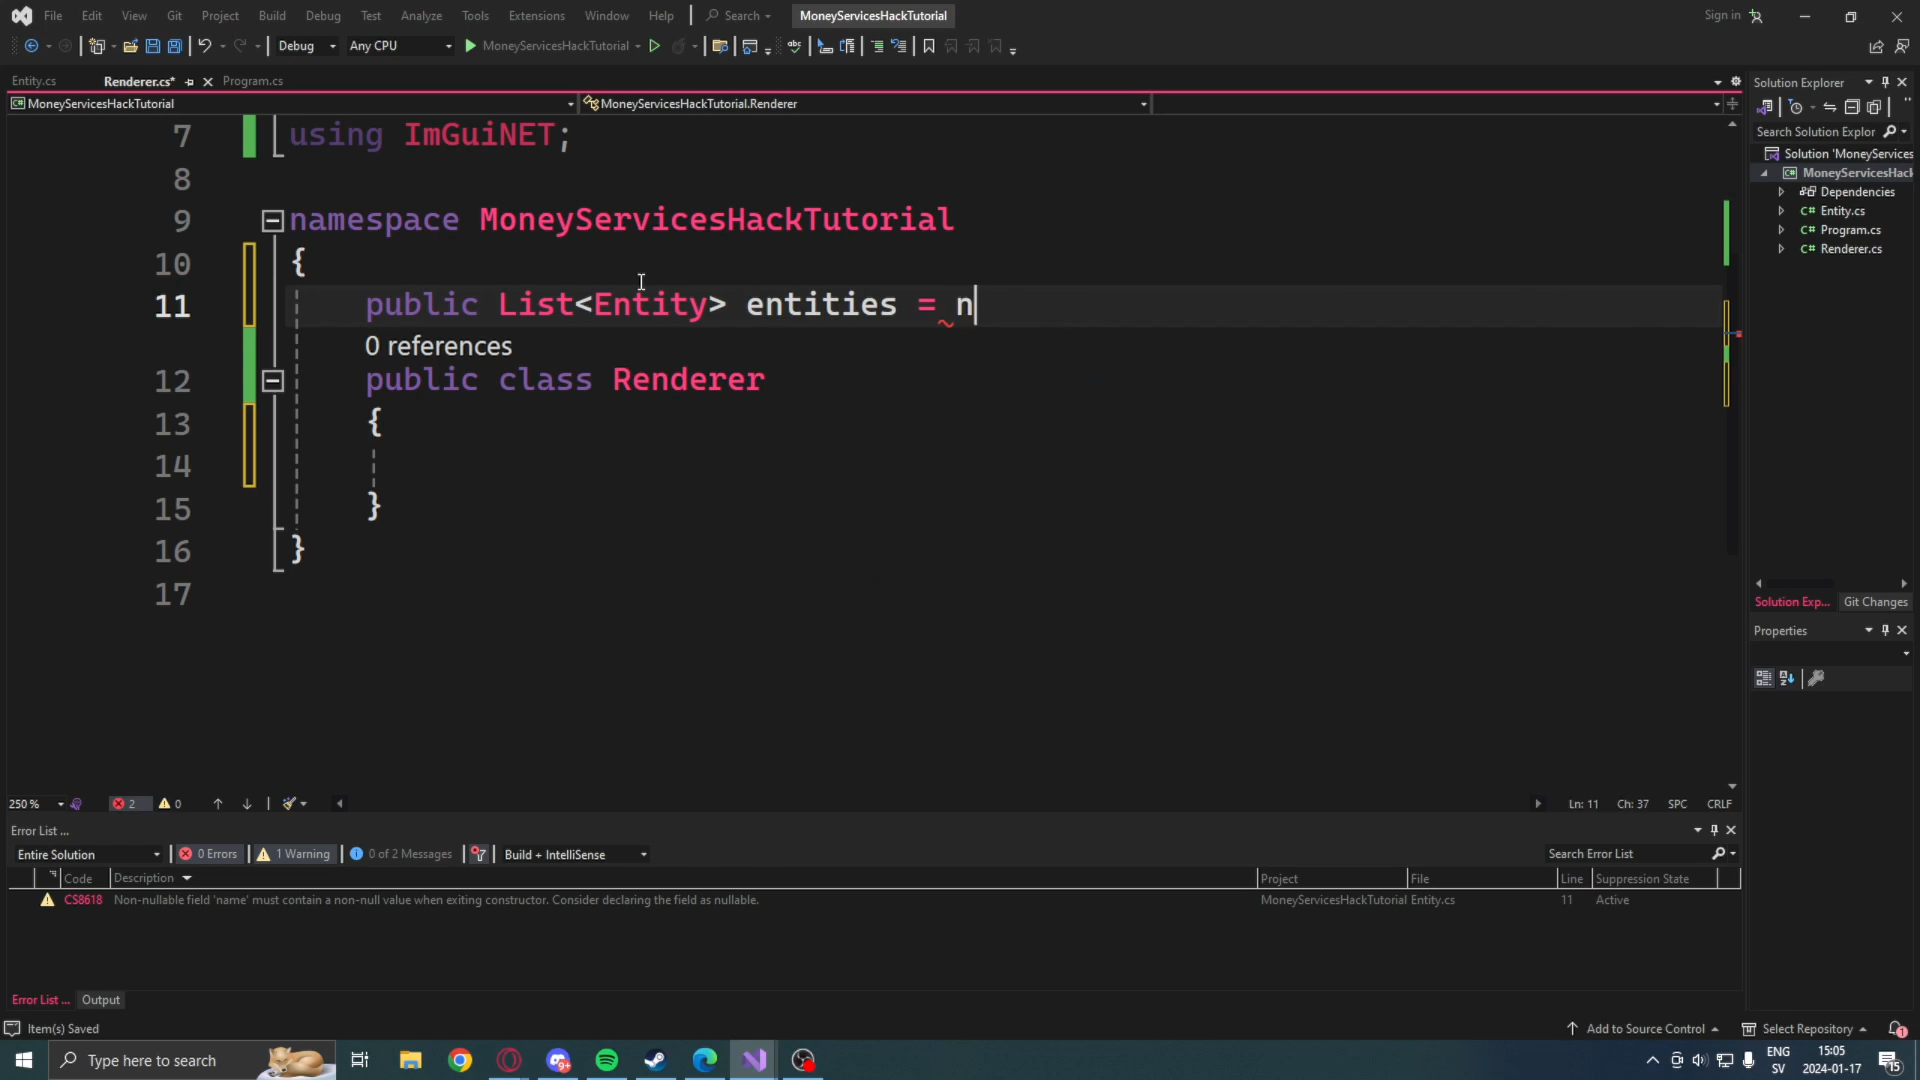 File Edit View Git Project Build Debug Test Analyze Tools Extensions Window Help Search MoneyServicesHackTutorial Sign in
Debug Any CPU MoneyServicesHackTutorial
Entity.cs Renderer.cs* Program.cs
MoneyServicesHackTutorial MoneyServicesHackTutorial.Renderer
7 using ImGuiNET;
8
9 namespace MoneyServicesHackTutorial
10 {
11 public List<Entity> entities = n
0 references
12 public class Renderer
13 {
14
15 }
16 }
17
Solution Explorer
Search Solution Explor
Solution 'MoneyServices
MoneyServicesHack
Dependencies
C# Entity.cs
C# Program.cs
C# Renderer.cs
Solution Exp... Git Changes
Properties
250 % 2 0 Ln: 11 Ch: 37 SPC CRLF
Error List ...
Entire Solution 0 Errors 1 Warning 0 of 2 Messages Build + IntelliSense Search Error List
Code Description Project File Line Suppression State
CS8618 Non-nullable field 'name' must contain a non-null value when exiting constructor. Consider declaring the field as nullable. MoneyServicesHackTutorial Entity.cs 11 Active
Error List ... Output
Item(s) Saved Add to Source Control Select Repository 1
Type here to search 9+ ENG 15:05
SV 2024-01-17 15